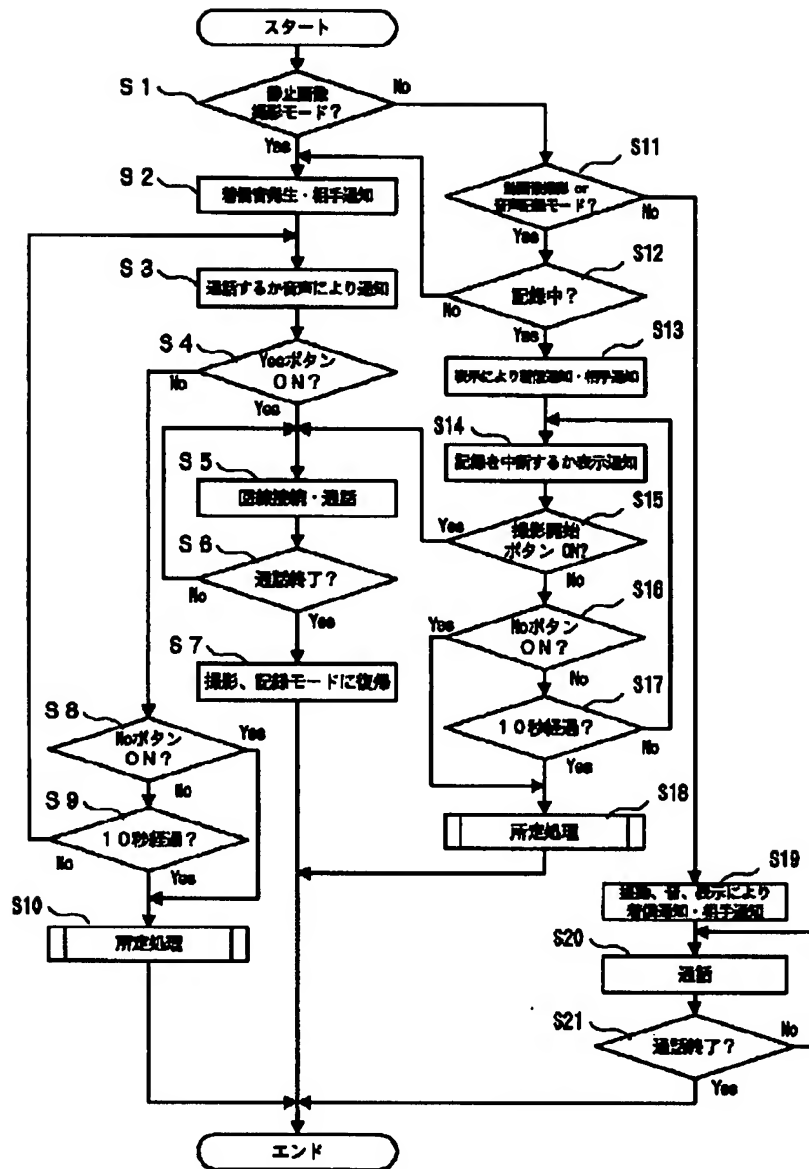 スタート
S1
静止画像
撮影モード?
No
Yes
S2
着信音発生・相手通知
S3
通話するか音声により通知
S4
Yesボタン
ON?
No
Yes
S5
回線接続・通話
S6
通話終了?
No
Yes
S7
撮影、記録モードに復帰
S8
Noボタン
ON?
Yes
No
S9
10秒経過?
No
Yes
S10
所定処理
S11
動画像撮影 or
音声記録モード?
No
Yes
S12
記録中?
No
Yes
S13
表示により着信通知・相手通知
S14
記録を中断するか表示通知
S15
撮影開始
ボタン ON?
Yes
No
S16
Noボタン
ON?
Yes
No
S17
10秒経過?
No
Yes
S18
所定処理
S19
振動、音、表示により
着信通知・相手通知
S20
通話
S21
通話終了?
No
Yes
エンド